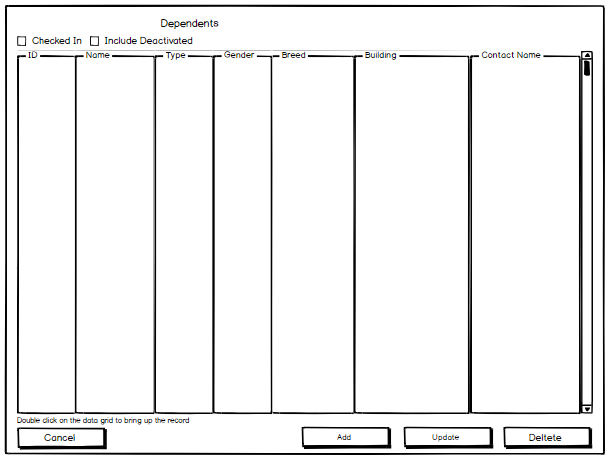 Dependents
Checked In Include Deactivated
ID Name Type Gender Breed Building Contact Name
Double click on the data grid to bring up the record
Cancel Add Update Deltete